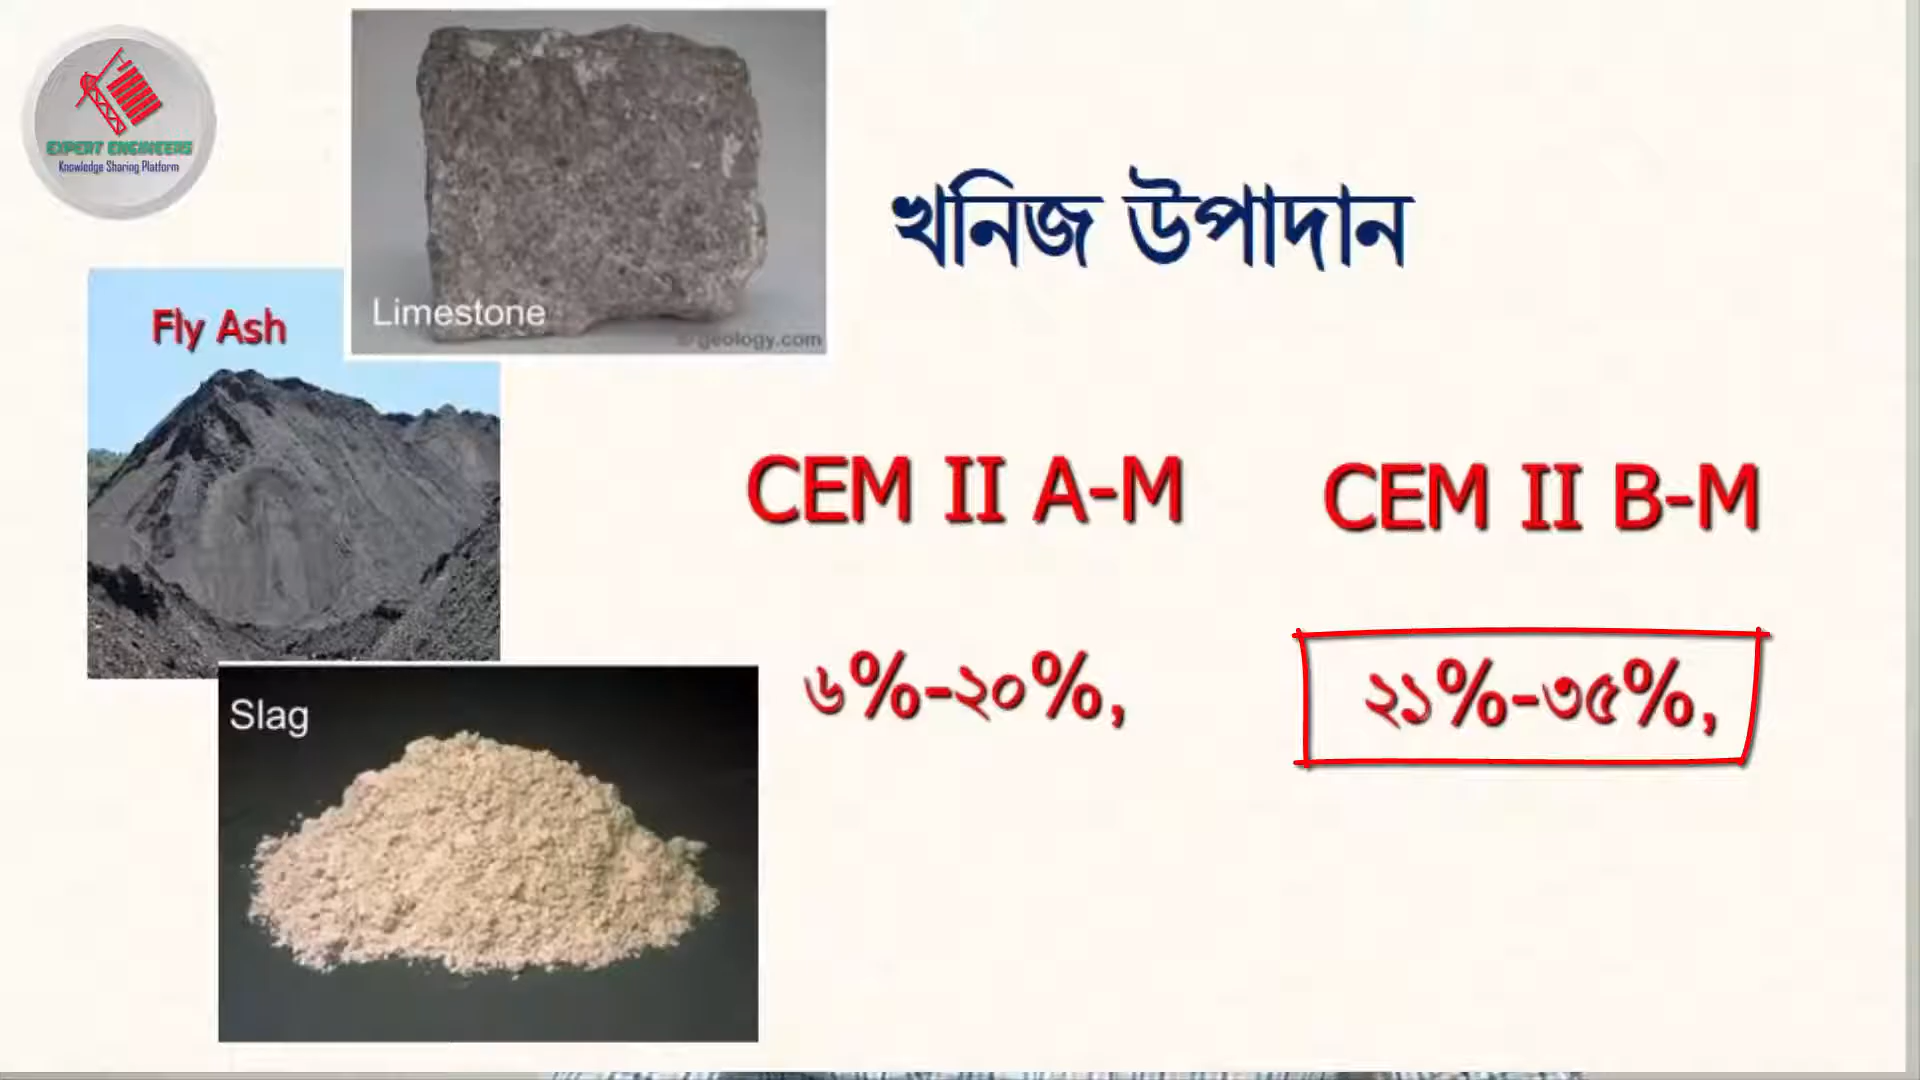 EXPERT ENGINEERS
Knowledge Sharing Platform
Limestone
© geology.com
খনিজ উপাদান
Fly Ash
CEM II A-M
CEM II B-M
৬%-২০%,
২১%-৩৫%,
Slag